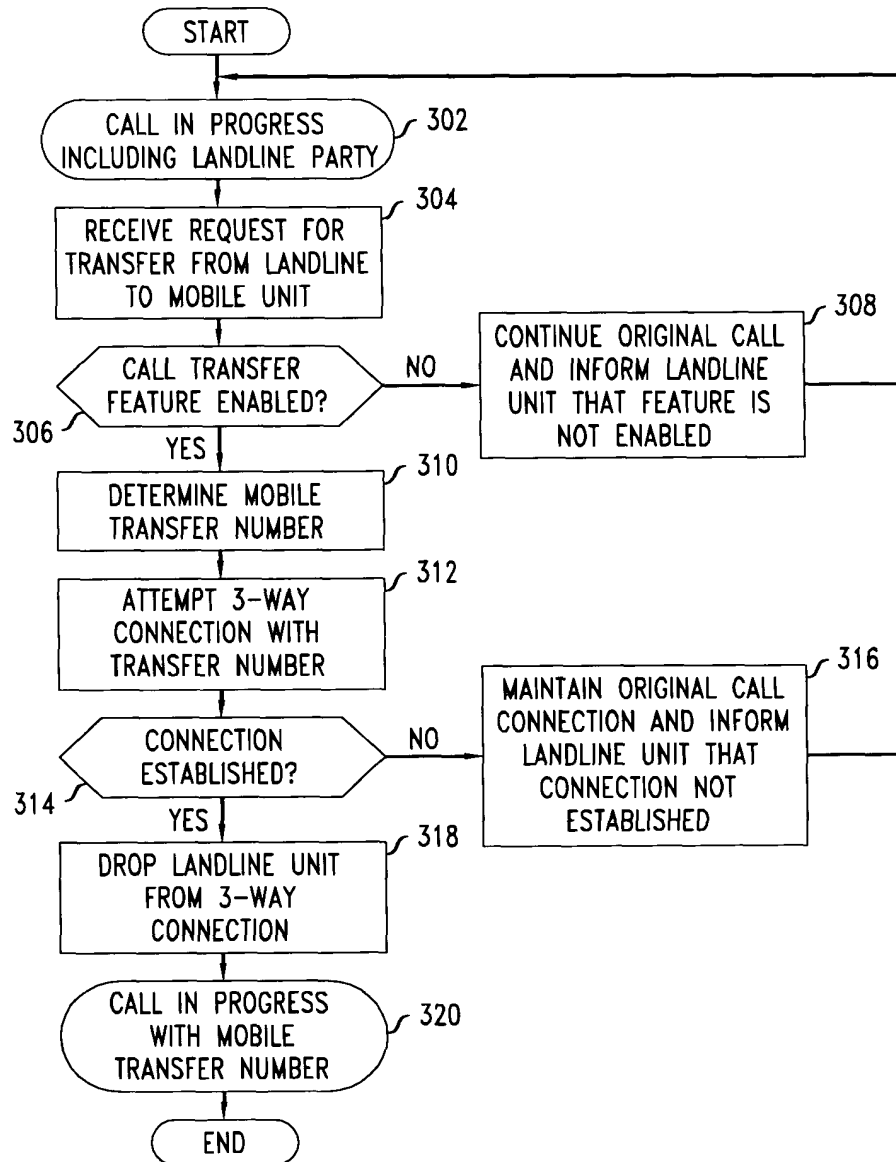 START
CALL IN PROGRESS
INCLUDING LANDLINE PARTY
302
304
RECEIVE REQUEST FOR
TRANSFER FROM LANDLINE
TO MOBILE UNIT
CALL TRANSFER
FEATURE ENABLED?
306
NO
YES
308
CONTINUE ORIGINAL CALL
AND INFORM LANDLINE
UNIT THAT FEATURE IS
NOT ENABLED
310
DETERMINE MOBILE
TRANSFER NUMBER
312
ATTEMPT 3-WAY
CONNECTION WITH
TRANSFER NUMBER
CONNECTION
ESTABLISHED?
314
NO
YES
316
MAINTAIN ORIGINAL CALL
CONNECTION AND INFORM
LANDLINE UNIT THAT
CONNECTION NOT
ESTABLISHED
318
DROP LANDLINE UNIT
FROM 3-WAY
CONNECTION
CALL IN PROGRESS
WITH MOBILE
TRANSFER NUMBER
320
END